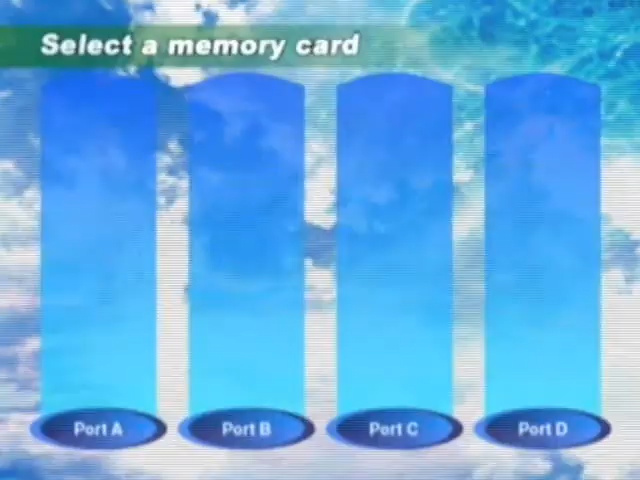 Select a memory card
Port A
Port B
Port C
Port D